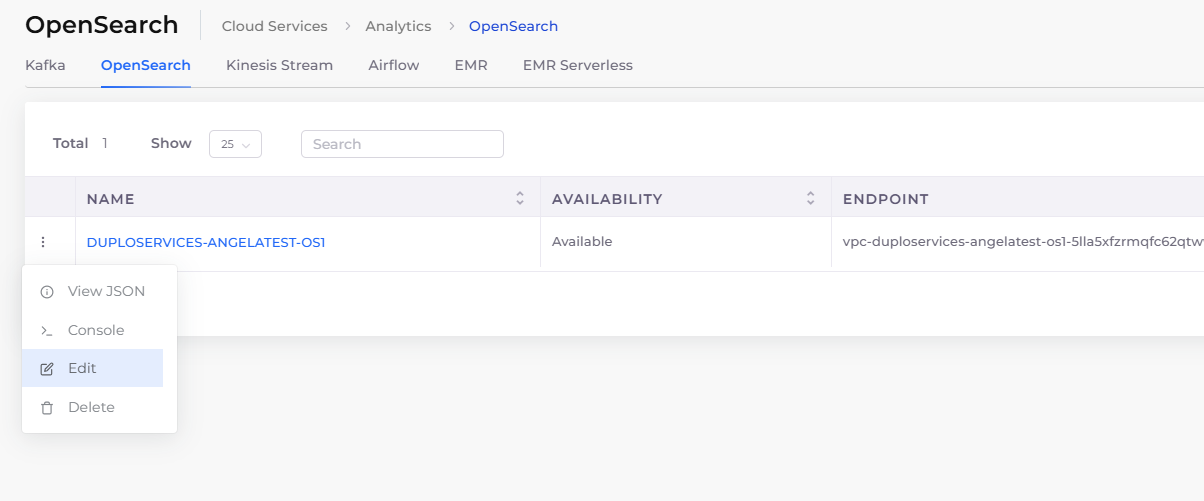 OpenSearch Cloud Services > Analytics > OpenSearch
Kafka OpenSearch Kinesis Stream Airflow EMR EMR Serverless
Total 1 Show 25 Search
NAME AVAILABILITY ENDPOINT
DUPLOSERVICES-ANGELATEST-OS1 Available vpc-duploservices-angelatest-os1-5lla5xfzrmqfc62qtw
View JSON
Console
Edit
Delete